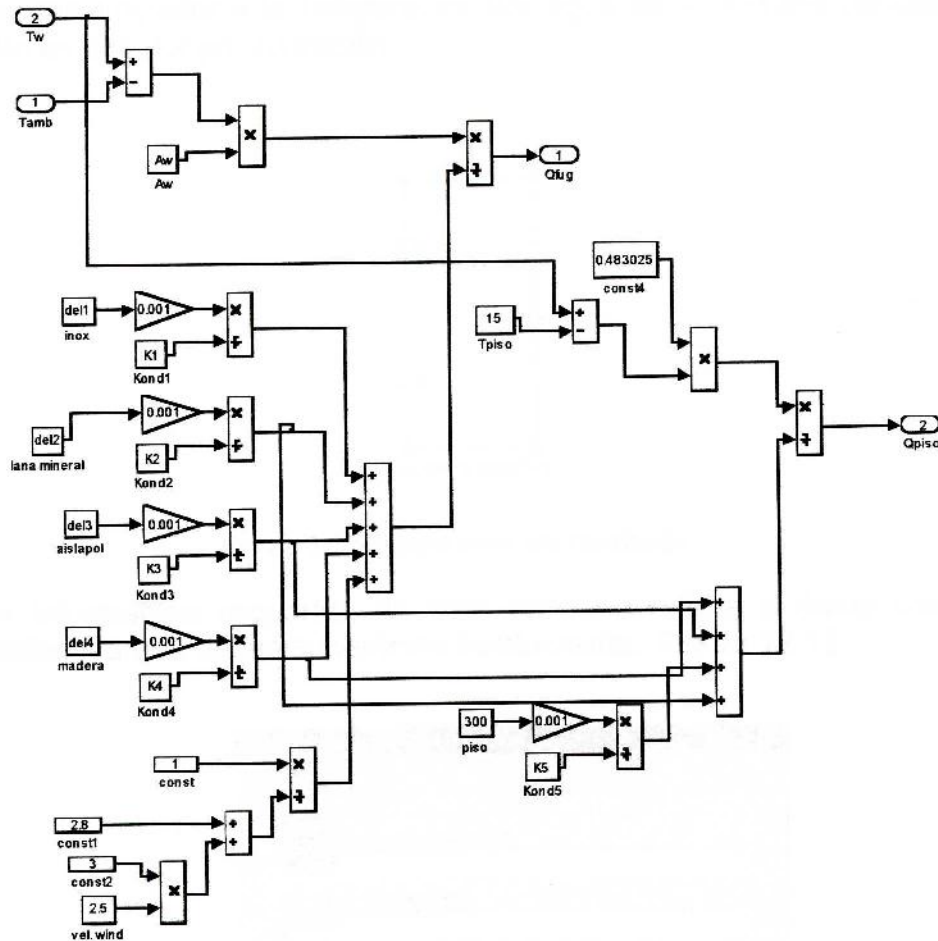 2
Tw
1
Tamb
Aw
Aw
1
Qfug
0.483025
const4
15
Tpiso
2
Qpiso
del1
inox
0.001
K1
Kond1
del2
lana mineral
0.001
K2
Kond2
del3
aislapol
0.001
K3
Kond3
del4
madera
0.001
K4
Kond4
300
piso
0.001
K5
Kond5
1
const
2.8
const1
3
const2
2.5
vel.wind